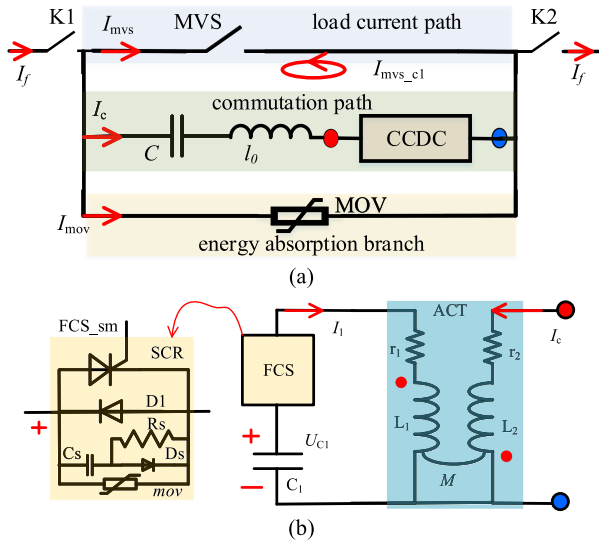 K1 MVS load current path K2
I_mvs
I_f I_mvs_c1 I_f
commutation path
I_c
C l_0 CCDC
MOV
I_mov
energy absorption branch
(a)
FCS_sm I_1 ACT
SCR r_1 r_2 I_c
FCS
D1
+ Rs L_1 L_2
Cs Ds + U_C1
mov − C_1 M
(b)